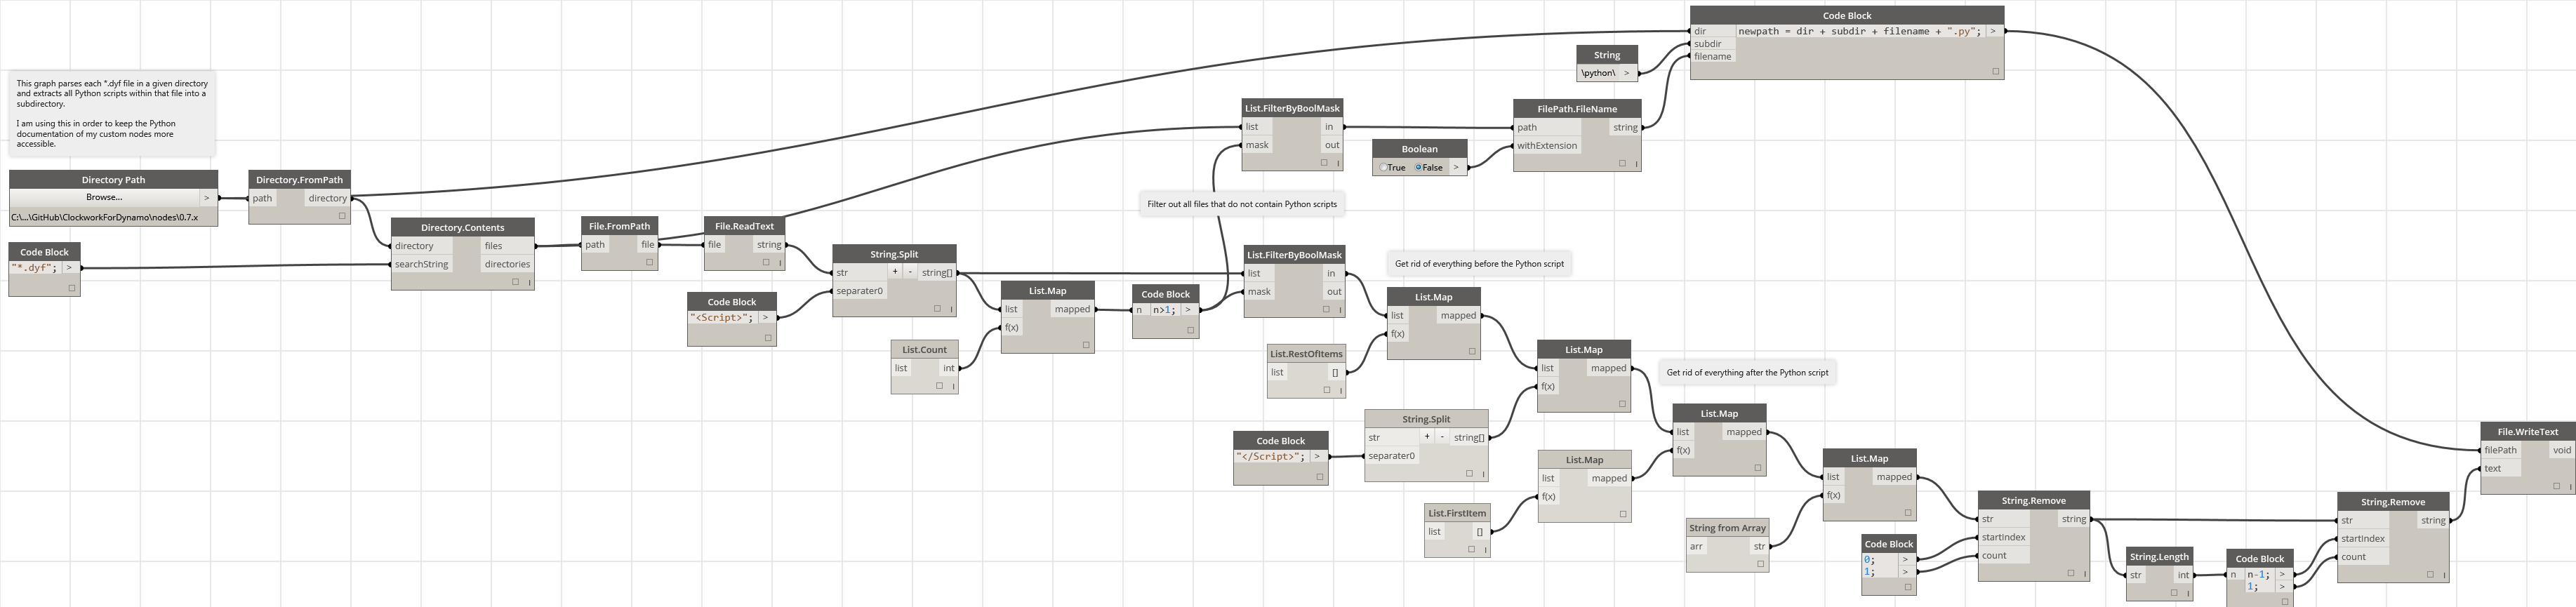 This graph parses each *.dyf file in a given directory
and extracts all Python scripts within that file into a
subdirectory.
I am using this in order to keep the Python
documentation of my custom nodes more
accessible.
Directory Path
Browse...
>
C:\...\GitHub\ClockworkForDynamo\nodes\0.7.x
Code Block
"*.dyf";
>
Directory.FromPath
path
directory
Directory.Contents
directory
files
searchString
directories
File.FromPath
path
file
File.ReadText
file
string
Code Block
"<Script>";
>
String.Split
str
+
-
string[]
separater0
List.Count
list
int
List.Map
list
mapped
f(x)
Code Block
n
n>1;
>
Filter out all files that do not contain Python scripts
List.FilterByBoolMask
list
in
mask
out
Boolean
True
False
>
FilePath.FileName
path
string
withExtension
String
\python\
>
Code Block
dir
newpath = dir + subdir + filename + ".py";
>
subdir
filename
List.FilterByBoolMask
list
in
mask
out
Get rid of everything before the Python script
List.RestOfItems
list
[]
List.Map
list
mapped
f(x)
Code Block
"</Script>";
>
String.Split
str
+
-
string[]
separater0
List.Map
list
mapped
f(x)
Get rid of everything after the Python script
List.FirstItem
list
[]
List.Map
list
mapped
f(x)
List.Map
list
mapped
f(x)
String from Array
arr
str
List.Map
list
mapped
f(x)
Code Block
0;
>
1;
>
String.Remove
str
string
startIndex
count
String.Length
str
int
Code Block
n
n-1;
>
1;
>
String.Remove
str
string
startIndex
count
File.WriteText
filePath
void
text